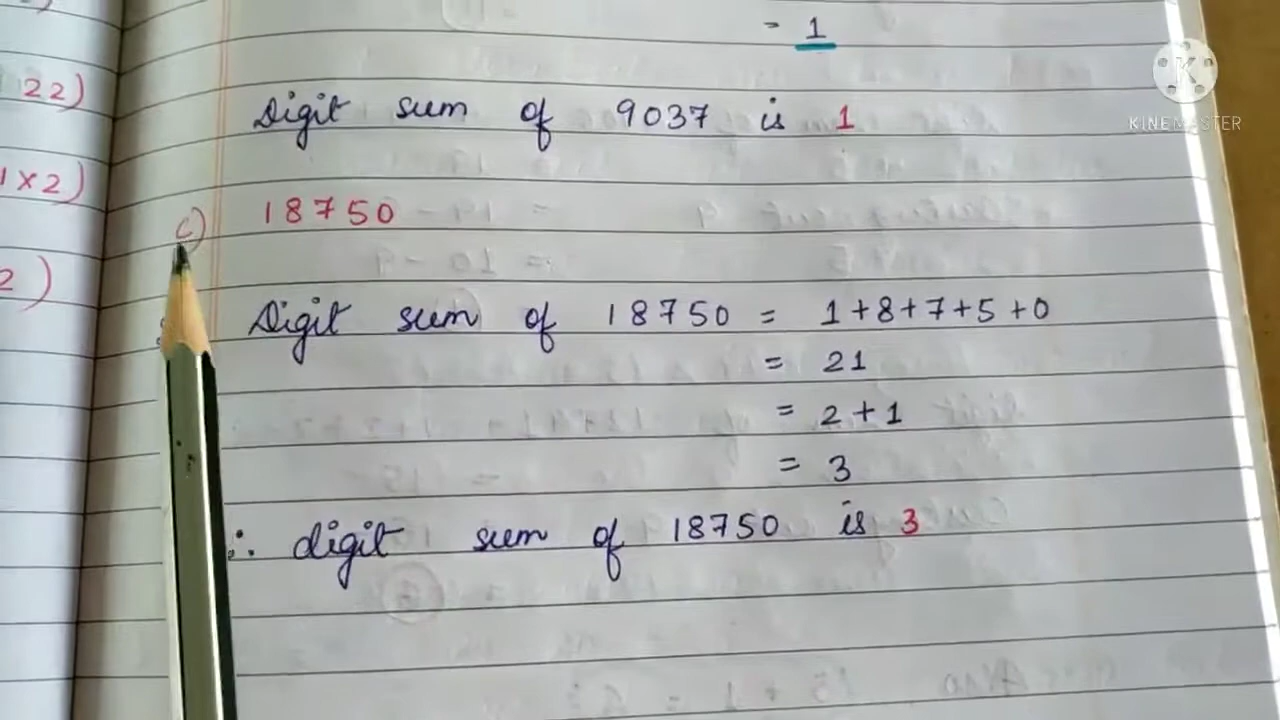 = 1
22)
Digit sum of 9037 is 1
KINEMASTER
1 x 2)
c) 18750
2 )
Digit sum of 18750 = 1+8+7+5+0
= 21
= 2 + 1
= 3
∴ digit sum of 18750 is 3